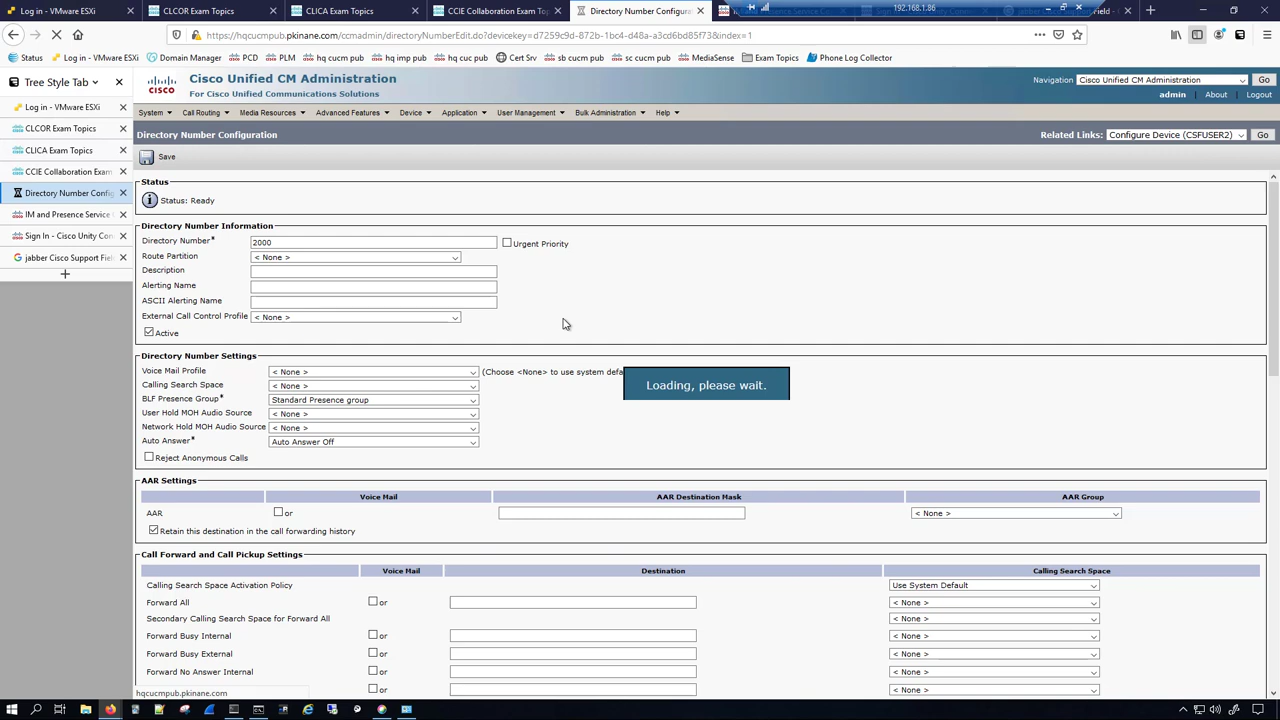 Log in - VMware ESXi
CLCOR Exam Topics
CLICA Exam Topics
CCIE Collaboration Exam To
Directory Number Configura
192.168.1.86
https://hqcucmpub.pkinane.com/ccmadmin/directoryNumberEdit.do?devicekey=d7259c9d-872b-1bc4-d48a-a3cd6bd85f73&index=1
Status
Log in - VMware ESXi
Domain Manager
PCD
PLM
hq cucm pub
hq imp pub
hq cuc pub
Cert Srv
sb cucm pub
sc cucm pub
MediaSense
Exam Topics
Phone Log Collector
Tree Style Tab
Log in - VMware ESXi
CLCOR Exam Topics
CLICA Exam Topics
CCIE Collaboration Exam
Directory Number Config
IM and Presence Service
Sign In - Cisco Unity Con
jabber Cisco Support Fiel
CISCO
Cisco Unified CM Administration
For Cisco Unified Communications Solutions
Navigation Cisco Unified CM Administration Go
admin About Logout
System Call Routing Media Resources Advanced Features Device Application User Management Bulk Administration Help
Directory Number Configuration
Related Links: Configure Device (CSFUSER2) Go
Save
Status
Status: Ready
Directory Number Information
Directory Number* 2000 Urgent Priority
Route Partition < None >
Description
Alerting Name
ASCII Alerting Name
External Call Control Profile < None >
Active
Directory Number Settings
Voice Mail Profile < None > (Choose <None> to use system defa
Calling Search Space < None >
BLF Presence Group* Standard Presence group
User Hold MOH Audio Source < None >
Network Hold MOH Audio Source < None >
Auto Answer* Auto Answer Off
Reject Anonymous Calls
Loading, please wait.
AAR Settings
Voice Mail AAR Destination Mask AAR Group
AAR or < None >
Retain this destination in the call forwarding history
Call Forward and Call Pickup Settings
Voice Mail Destination Calling Search Space
Calling Search Space Activation Policy Use System Default
Forward All or < None >
Secondary Calling Search Space for Forward All < None >
Forward Busy Internal or < None >
Forward Busy External or < None >
Forward No Answer Internal or < None >
or < None >
hqcucmpub.pkinane.com